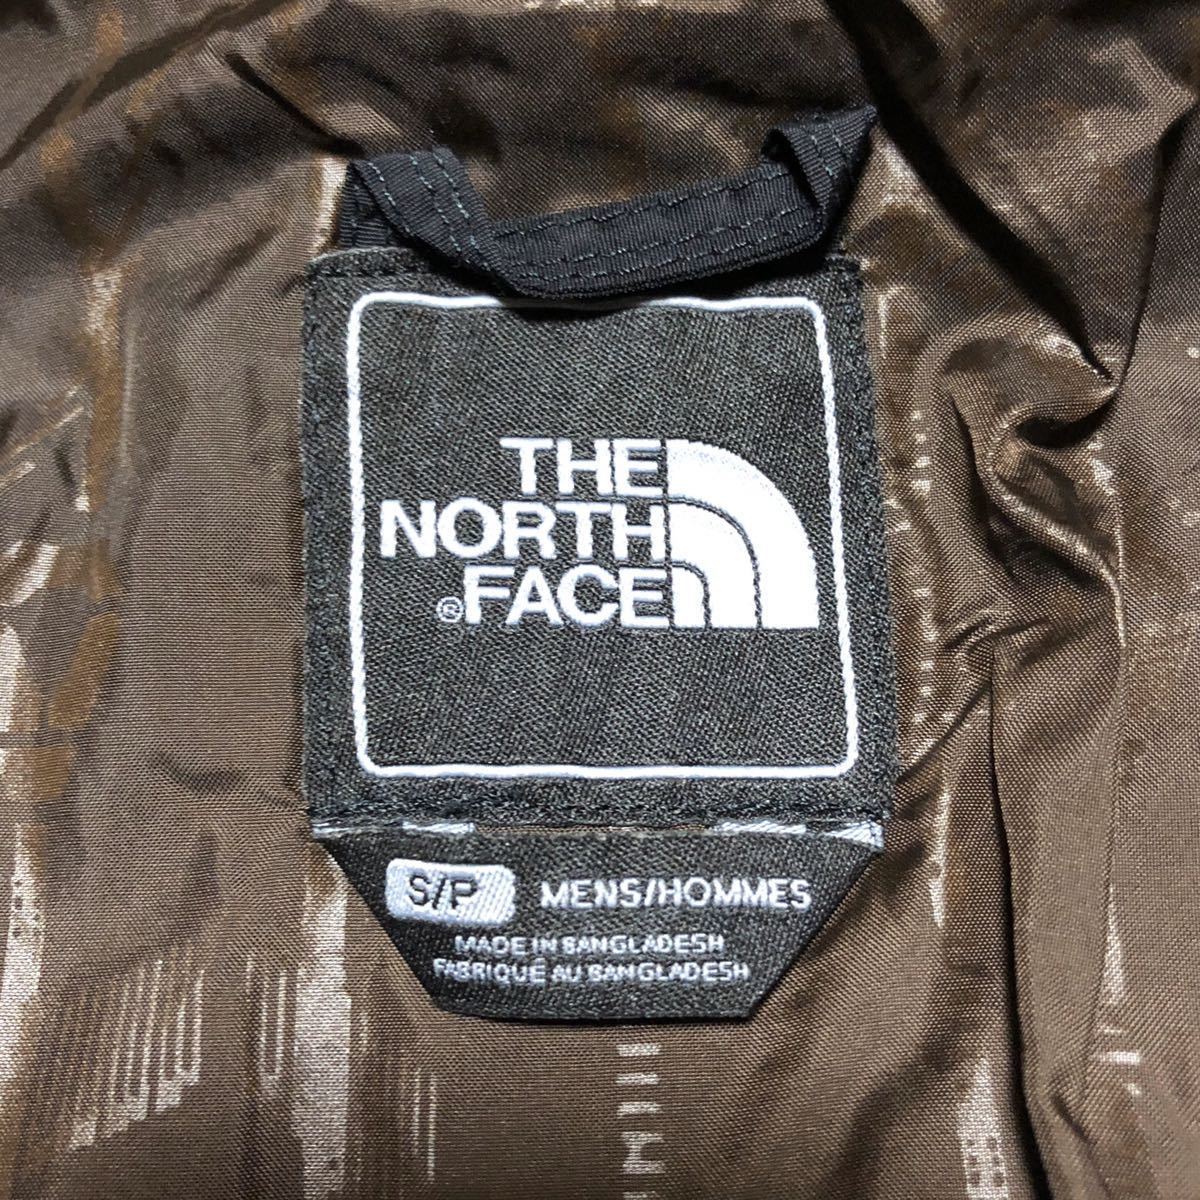 THE
NORTH
®FACE
S/P MENS/HOMMES
MADE IN BANGLADESH
FABRIQUÉ AU BANGLADESH